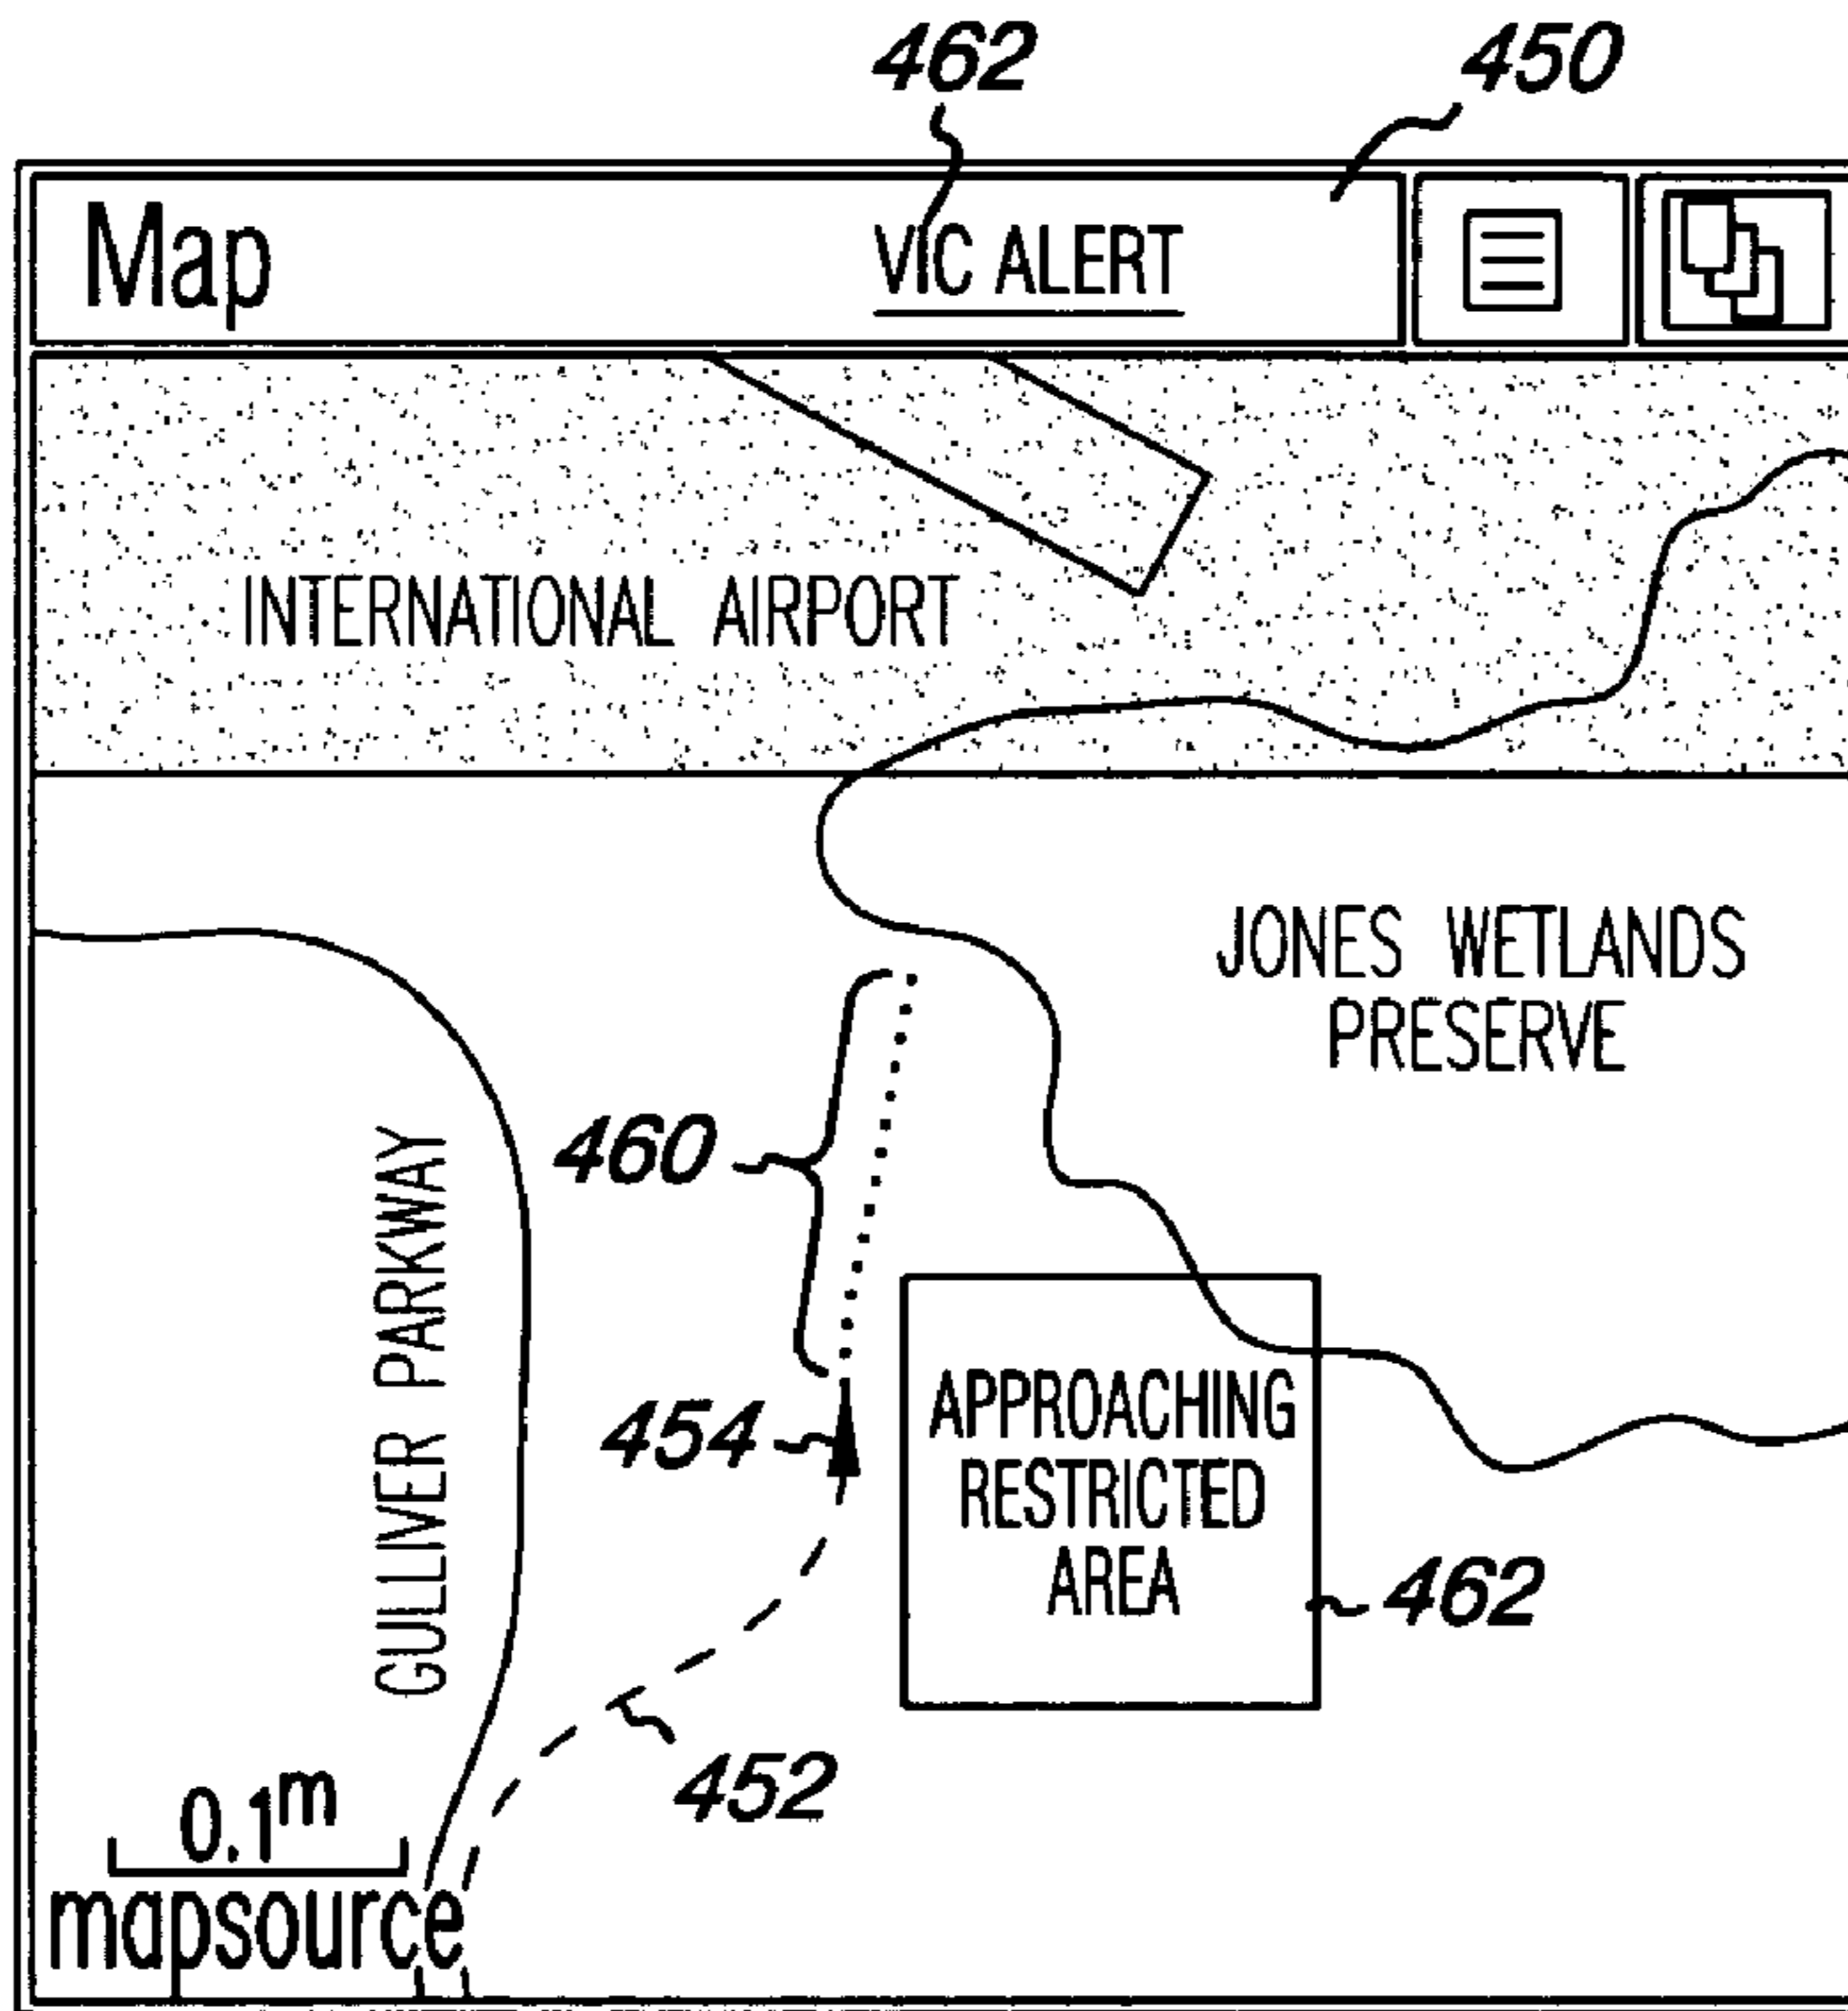 462
450
Map
VIC ALERT
INTERNATIONAL AIRPORT
JONES WETLANDS
PRESERVE
460
GULLIVER PARKWAY
454
APPROACHING
RESTRICTED
AREA
462
452
0.1m
mapsource